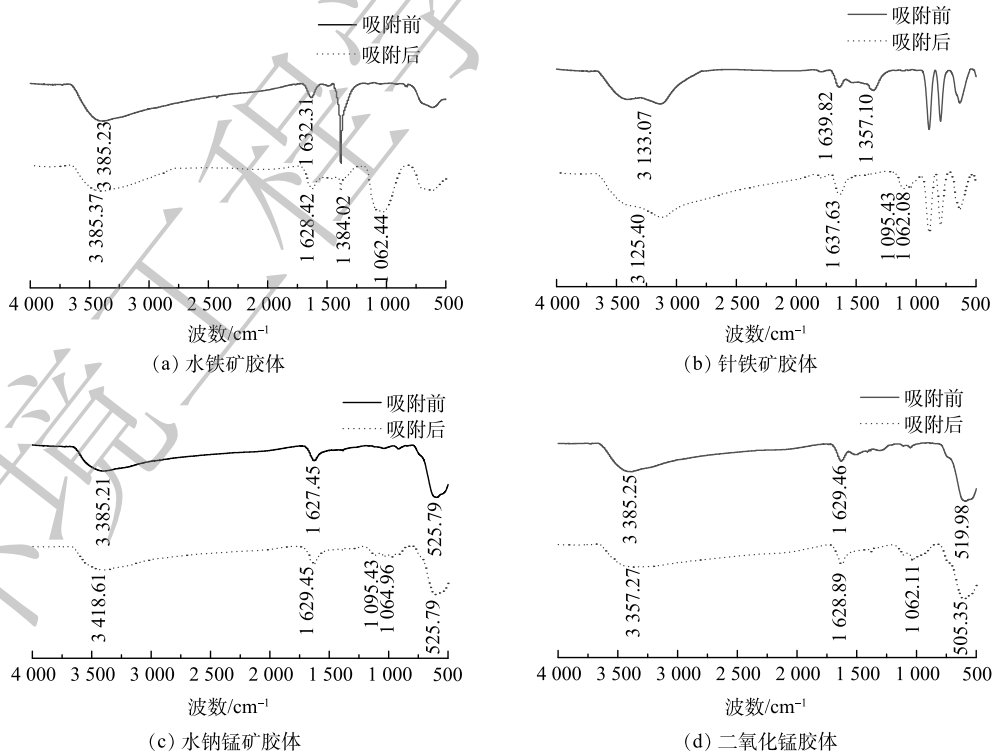 吸附前
吸附后
3 385.23
1 632.31
3 385.37
1 628.42
1 384.02
1 062.44
4 000 3 500 3 000 2 500 2 000 1 500 1 000 500
波数/cm⁻¹
(a) 水铁矿胶体
吸附前
吸附后
3 133.07
1 639.82
1 357.10
3 125.40
1 637.63
1 095.43
1 062.08
4 000 3 500 3 000 2 500 2 000 1 500 1 000 500
波数/cm⁻¹
(b) 针铁矿胶体
吸附前
吸附后
3 385.21
1 627.45
525.79
3 418.61
1 629.45
1 095.43
1 064.96
525.79
4 000 3 500 3 000 2 500 2 000 1 500 1 000 500
波数/cm⁻¹
(c) 水钠锰矿胶体
吸附前
吸附后
3 385.25
1 629.46
519.98
3 357.27
1 628.89
1 062.11
505.35
4 000 3 500 3 000 2 500 2 000 1 500 1 000 500
波数/cm⁻¹
(d) 二氧化锰胶体
境工程学